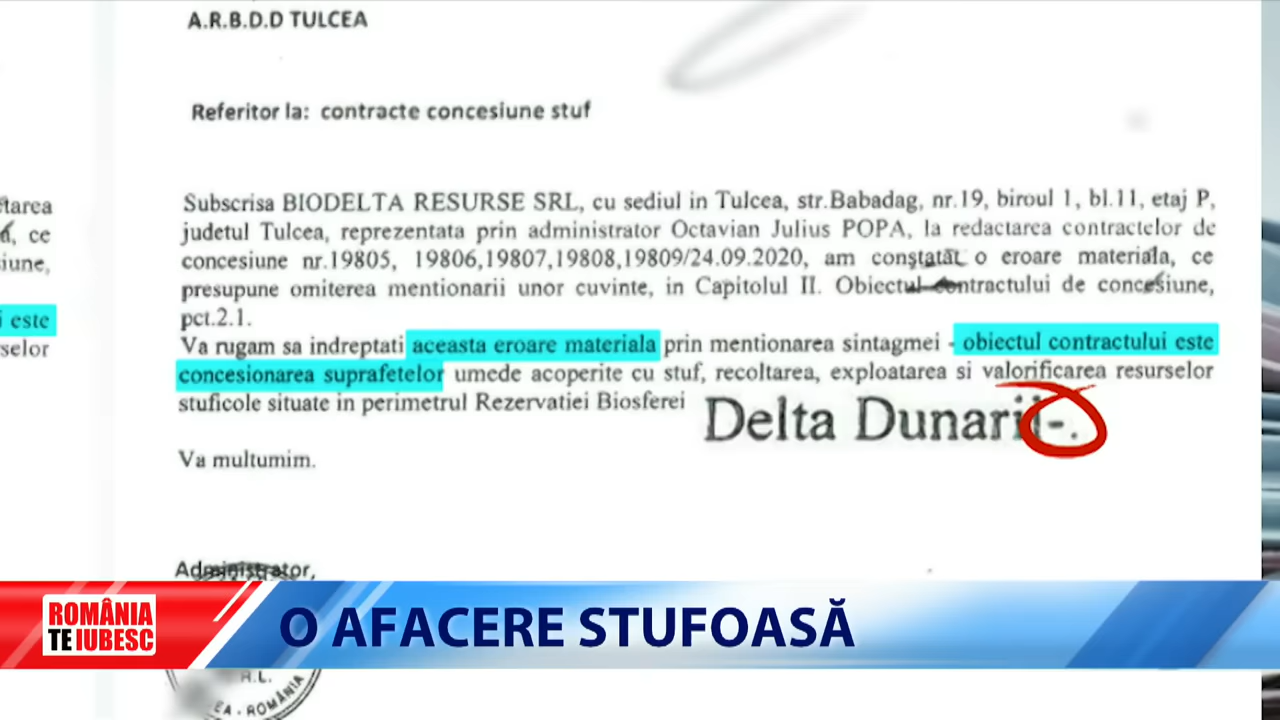 A.R.B.D.D TULCEA
Referitor la: contracte concesiune stuf
Subscrisa BIODELTA RESURSE SRL, cu sediul in Tulcea, str.Babadag, nr.19, biroul 1, bl.11, etaj P,
judetul Tulcea, reprezentata prin administrator Octavian Julius POPA, la redactarea contractelor de
concesiune nr.19805, 19806,19807,19808,19809/24.09.2020, am constatat o eroare materiala, ce
presupune omiterea mentionarii unor cuvinte, in Capitolul II. Obiectul contractului de concesiune,
pct.2.1.
Va rugam sa indreptati aceasta eroare materiala prin mentionarea sintagmei - obiectul contractului este
concesionarea suprafetelor umede acoperite cu stuf, recoltarea, exploatarea si valorificarea resurselor
stuficole situate in perimetrul Rezervatiei Biosferei Delta Dunarii-.
Va multumim.
Administrator,
ROMÂNIA
TE IUBESC
O AFACERE STUFOASĂ
R.L.
EA - ROMÂNIA
este